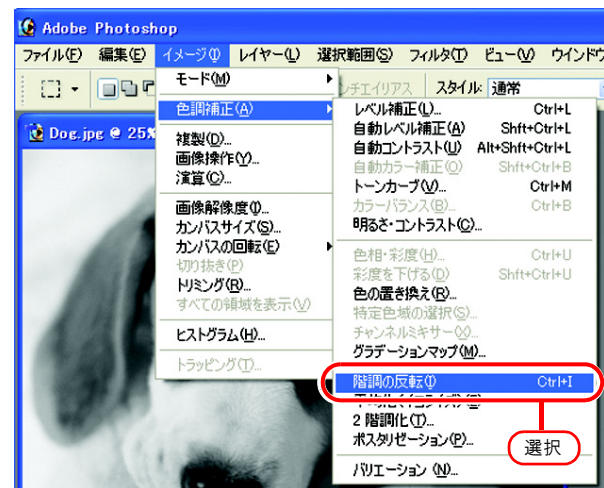 Adobe Photoshop
ファイル(F) 編集(E) イメージ(I) レイヤー(L) 選択範囲(S) フィルタ(T) ビュー(V) ウインドウ
ンチエイリアス スタイル: 通常
Dog.jpg @ 25%
モード(M)
色調補正(A)
複製(D)...
画像操作(Y)...
演算(C)...
画像解像度(I)...
カンバスサイズ(S)...
カンバスの回転(E)
切り抜き(P)
トリミング(R)...
すべての領域を表示(V)
ヒストグラム(H)...
トラッピング(T)...
レベル補正(L)... Ctrl+L
自動レベル補正(A) Shft+Ctrl+L
自動コントラスト(U) Alt+Shft+Ctrl+L
自動カラー補正(O) Shft+Ctrl+B
トーンカーブ(V)... Ctrl+M
カラーバランス(B)... Ctrl+B
明るさ・コントラスト(C)...
色相・彩度(H)... Ctrl+U
彩度を下げる(D) Shft+Ctrl+U
色の置き換え(R)...
特定色域の選択(S)...
チャンネルミキサー(X)...
グラデーションマップ(M)...
階調の反転(I) Ctrl+I
2 階調化(T)...
ポスタリゼーション(P)...
バリエーション (N)...
選択